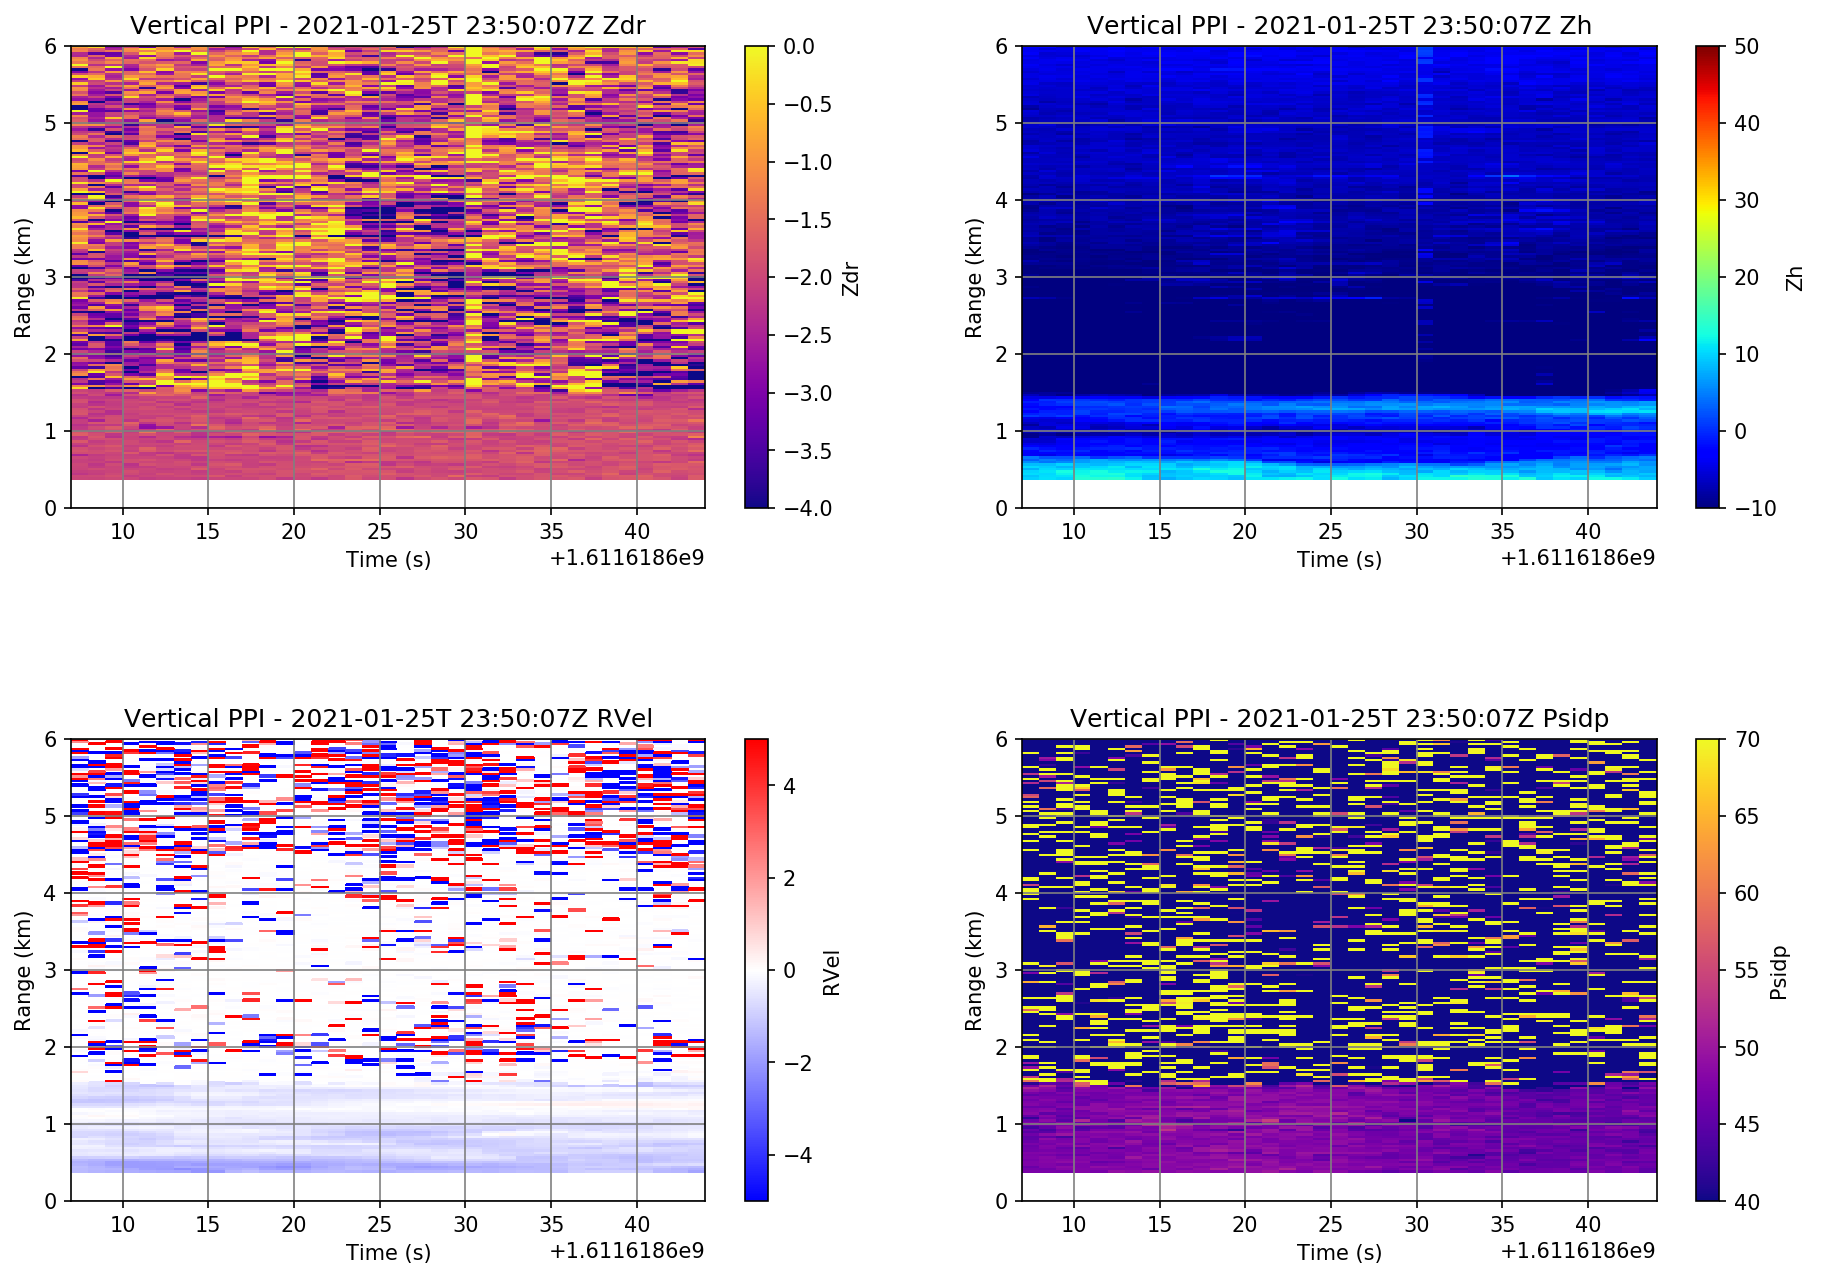 Vertical PPI - 2021-01-25T 23:50:07Z Zdr
6
5
4
3
2
1
0
Range (km)
10 15 20 25 30 35 40
Time (s)
+1.6116186e9
0.0
−0.5
−1.0
−1.5
−2.0
−2.5
−3.0
−3.5
−4.0
Zdr
Vertical PPI - 2021-01-25T 23:50:07Z Zh
6
5
4
3
2
1
0
Range (km)
10 15 20 25 30 35 40
Time (s)
+1.6116186e9
50
40
30
20
10
0
−10
Zh
Vertical PPI - 2021-01-25T 23:50:07Z RVel
6
5
4
3
2
1
0
Range (km)
10 15 20 25 30 35 40
Time (s)
+1.6116186e9
4
2
0
−2
−4
RVel
Vertical PPI - 2021-01-25T 23:50:07Z Psidp
6
5
4
3
2
1
0
Range (km)
10 15 20 25 30 35 40
Time (s)
+1.6116186e9
70
65
60
55
50
45
40
Psidp